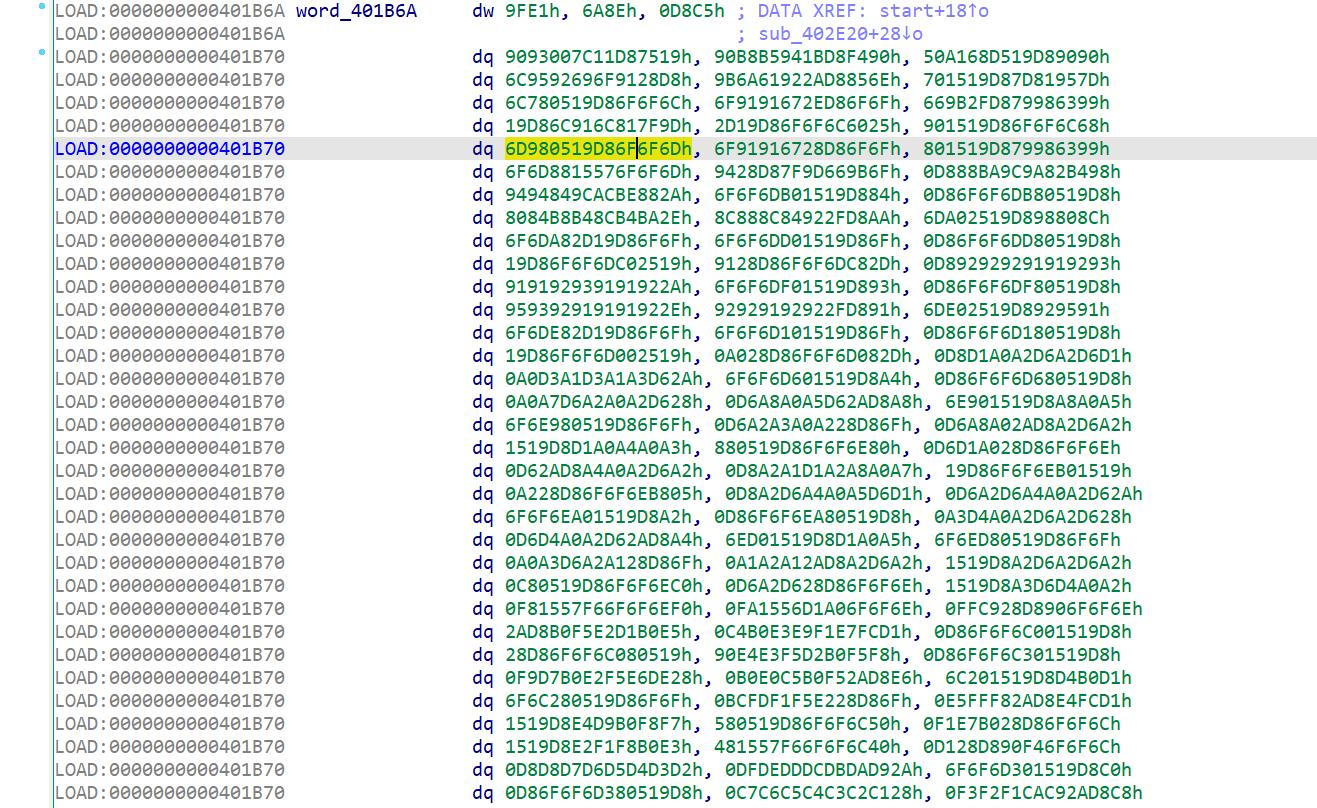 LOAD:0000000000401B6A word_401B6A dw 9FE1h, 6A8Eh, 0D8C5h ; DATA XREF: start+18↑o
LOAD:0000000000401B6A ; sub_402E20+28↓o
LOAD:0000000000401B70 dq 9093007C11D87519h, 90B8B5941BD8F490h, 50A168D519D89090h
LOAD:0000000000401B70 dq 6C9592696F9128D8h, 9B6A61922AD8856Eh, 701519D87D81957Dh
LOAD:0000000000401B70 dq 6C780519D86F6F6Ch, 6F9191672ED86F6Fh, 669B2FD879986399h
LOAD:0000000000401B70 dq 19D86C916C817F9Dh, 2D19D86F6F6C6025h, 901519D86F6F6C68h
LOAD:0000000000401B70 dq 6D980519D86F6F6Dh, 6F91916728D86F6Fh, 801519D879986399h
LOAD:0000000000401B70 dq 6F6D8815576F6F6Dh, 9428D87F9D669B6Fh, 0D888BA9C9A82B498h
LOAD:0000000000401B70 dq 9494849CACBE882Ah, 6F6F6DB01519D884h, 0D86F6F6DB80519D8h
LOAD:0000000000401B70 dq 8084B8B48CB4BA2Eh, 8C888C84922FD8AAh, 6DA02519D898808Ch
LOAD:0000000000401B70 dq 6F6DA82D19D86F6Fh, 6F6F6DD01519D86Fh, 0D86F6F6DD80519D8h
LOAD:0000000000401B70 dq 19D86F6F6DC02519h, 9128D86F6F6DC82Dh, 0D892929291919293h
LOAD:0000000000401B70 dq 919192939191922Ah, 6F6F6DF01519D893h, 0D86F6F6DF80519D8h
LOAD:0000000000401B70 dq 959392919191922Eh, 92929192922FD891h, 6DE02519D8929591h
LOAD:0000000000401B70 dq 6F6DE82D19D86F6Fh, 6F6F6D101519D86Fh, 0D86F6F6D180519D8h
LOAD:0000000000401B70 dq 19D86F6F6D002519h, 0A028D86F6F6D082Dh, 0D8D1A0A2D6A2D6D1h
LOAD:0000000000401B70 dq 0A0D3A1D3A1A3D62Ah, 6F6F6D601519D8A4h, 0D86F6F6D680519D8h
LOAD:0000000000401B70 dq 0A0A7D6A2A0A2D628h, 0D6A8A0A5D62AD8A8h, 6E901519D8A8A0A5h
LOAD:0000000000401B70 dq 6F6E980519D86F6Fh, 0D6A2A3A0A228D86Fh, 0D6A8A02AD8A2D6A2h
LOAD:0000000000401B70 dq 1519D8D1A0A4A0A3h, 880519D86F6F6E80h, 0D6D1A028D86F6F6Eh
LOAD:0000000000401B70 dq 0D62AD8A4A0A2D6A2h, 0D8A2A1D1A2A8A0A7h, 19D86F6F6EB01519h
LOAD:0000000000401B70 dq 0A228D86F6F6EB805h, 0D8A2D6A4A0A5D6D1h, 0D6A2D6A4A0A2D62Ah
LOAD:0000000000401B70 dq 6F6F6EA01519D8A2h, 0D86F6F6EA80519D8h, 0A3D4A0A2D6A2D628h
LOAD:0000000000401B70 dq 0D6D4A0A2D62AD8A4h, 6ED01519D8D1A0A5h, 6F6ED80519D86F6Fh
LOAD:0000000000401B70 dq 0A0A3D6A2A128D86Fh, 0A1A2A12AD8A2D6A2h, 1519D8A2D6A2D6A2h
LOAD:0000000000401B70 dq 0C80519D86F6F6EC0h, 0D6A2D628D86F6F6Eh, 1519D8A3D6D4A0A2h
LOAD:0000000000401B70 dq 0F81557F66F6F6EF0h, 0FA1556D1A06F6F6Eh, 0FFC928D8906F6F6Eh
LOAD:0000000000401B70 dq 2AD8B0F5E2D1B0E5h, 0C4B0E3E9F1E7FCD1h, 0D86F6F6C001519D8h
LOAD:0000000000401B70 dq 28D86F6F6C080519h, 90E4E3F5D2B0F5F8h, 0D86F6F6C301519D8h
LOAD:0000000000401B70 dq 0F9D7B0E2F5E6DE28h, 0B0E0C5B0F52AD8E6h, 6C201519D8D4B0D1h
LOAD:0000000000401B70 dq 6F6C280519D86F6Fh, 0BCFDF1F5E228D86Fh, 0E5FFF82AD8E4FCD1h
LOAD:0000000000401B70 dq 1519D8E4D9B0F8F7h, 580519D86F6F6C50h, 0F1E7B028D86F6F6Ch
LOAD:0000000000401B70 dq 1519D8E2F1F8B0E3h, 481557F66F6F6C40h, 0D128D890F46F6F6Ch
LOAD:0000000000401B70 dq 0D8D8D7D6D5D4D3D2h, 0DFDEDDDCDBDAD92Ah, 6F6F6D301519D8C0h
LOAD:0000000000401B70 dq 0D86F6F6D380519D8h, 0C7C6C5C4C3C2C128h, 0F3F2F1CAC92AD8C8h